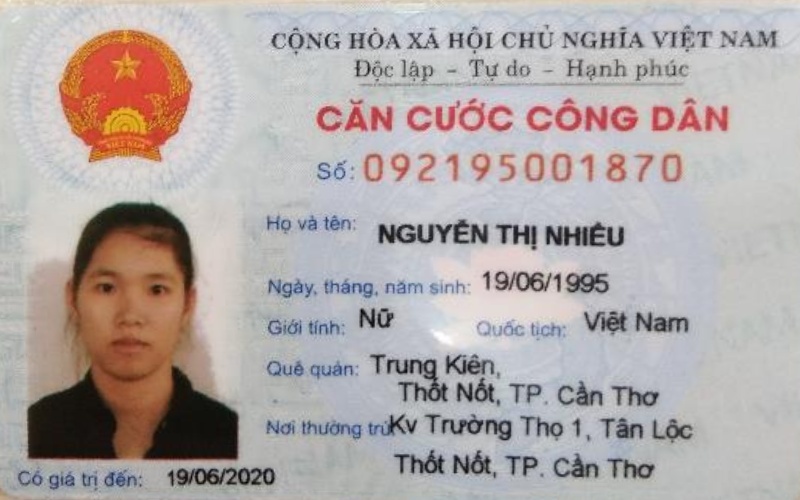 CỘNG HÒA XÃ HỘI CHỦ NGHĨA VIỆT NAM
Độc lập - Tự do - Hạnh phúc
CĂN CƯỚC CÔNG DÂN
Số: 092195001870
Họ và tên: NGUYỄN THỊ NHIỀU
Ngày, tháng, năm sinh: 19/06/1995
Giới tính: Nữ Quốc tịch: Việt Nam
Quê quán: Trung Kiên,
Thốt Nốt, TP. Cần Thơ
Nơi thường trú: Kv Trường Thọ 1, Tân Lộc
Thốt Nốt, TP. Cần Thơ
Có giá trị đến: 19/06/2020